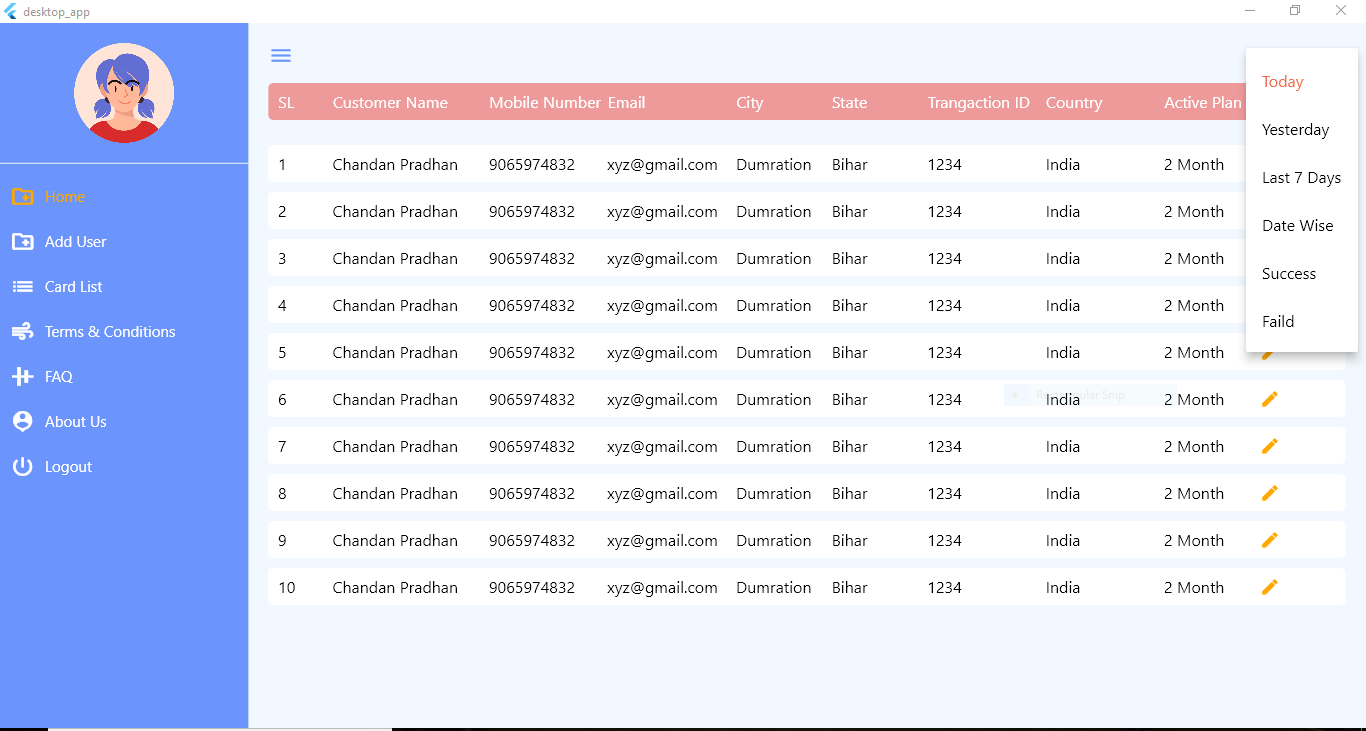 desktop_app
Home
Add User
Card List
Terms & Conditions
FAQ
About Us
Logout
SL Customer Name Mobile Number Email City State Trangaction ID Country Active Plan
1 Chandan Pradhan 9065974832 xyz@gmail.com Dumration Bihar 1234 India 2 Month
2 Chandan Pradhan 9065974832 xyz@gmail.com Dumration Bihar 1234 India 2 Month
3 Chandan Pradhan 9065974832 xyz@gmail.com Dumration Bihar 1234 India 2 Month
4 Chandan Pradhan 9065974832 xyz@gmail.com Dumration Bihar 1234 India 2 Month
5 Chandan Pradhan 9065974832 xyz@gmail.com Dumration Bihar 1234 India 2 Month
6 Chandan Pradhan 9065974832 xyz@gmail.com Dumration Bihar 1234 India 2 Month
Rectangular Snip
7 Chandan Pradhan 9065974832 xyz@gmail.com Dumration Bihar 1234 India 2 Month
8 Chandan Pradhan 9065974832 xyz@gmail.com Dumration Bihar 1234 India 2 Month
9 Chandan Pradhan 9065974832 xyz@gmail.com Dumration Bihar 1234 India 2 Month
10 Chandan Pradhan 9065974832 xyz@gmail.com Dumration Bihar 1234 India 2 Month
Today
Yesterday
Last 7 Days
Date Wise
Success
Faild